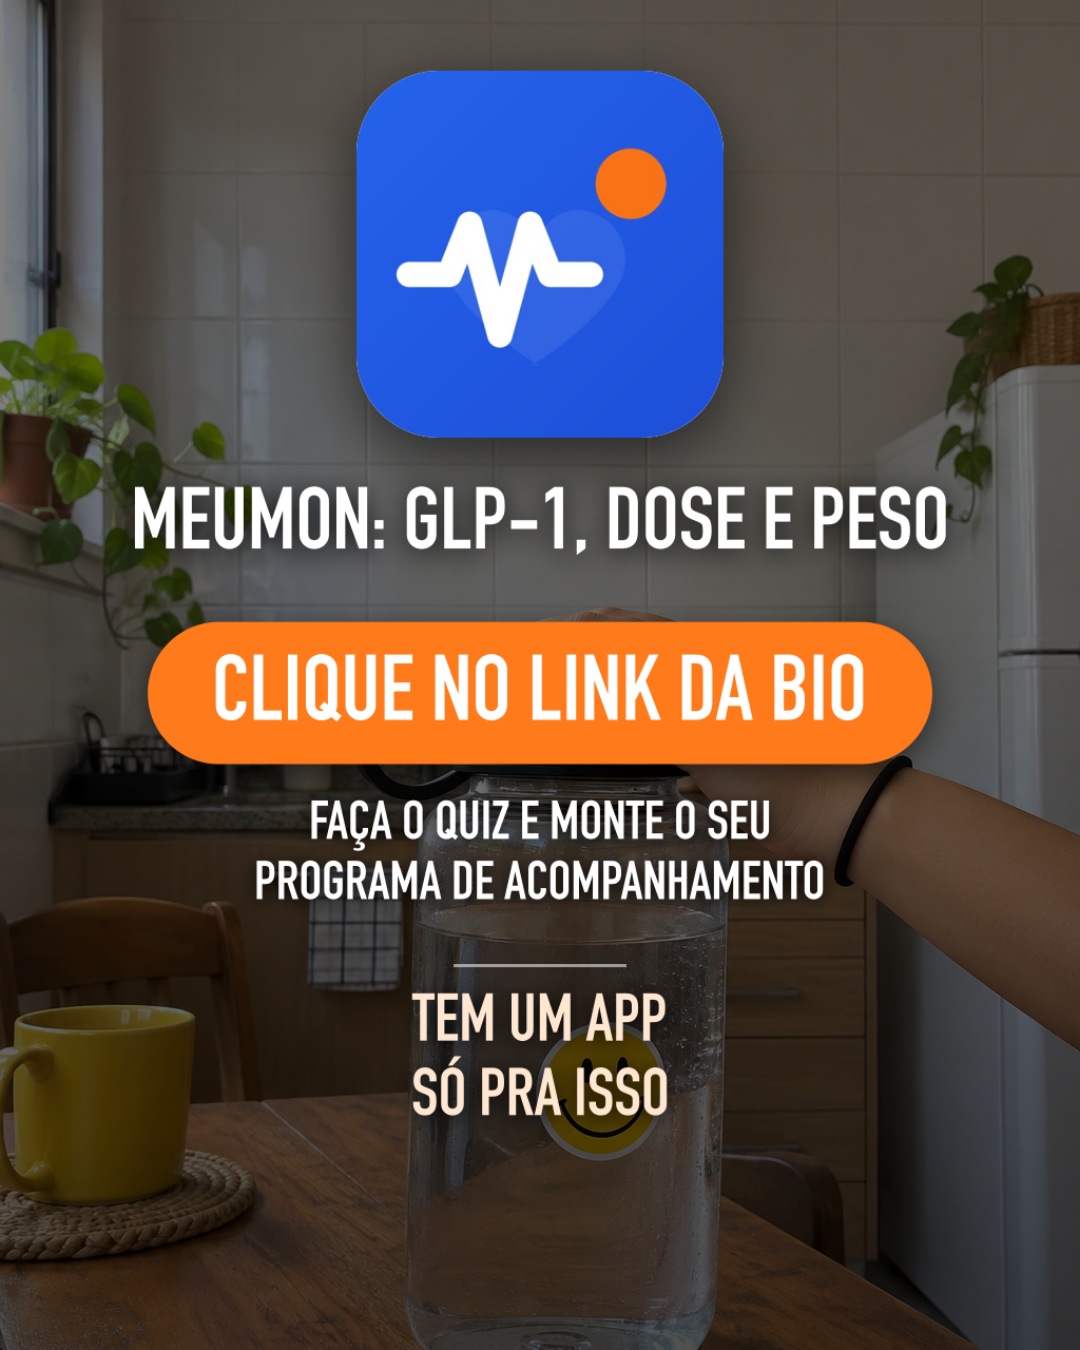 MEUMON: GLP-1, DOSE E PESO
CLIQUE NO LINK DA BIO
FAÇA O QUIZ E MONTE O SEU
PROGRAMA DE ACOMPANHAMENTO
TEM UM APP
SÓ PRA ISSO